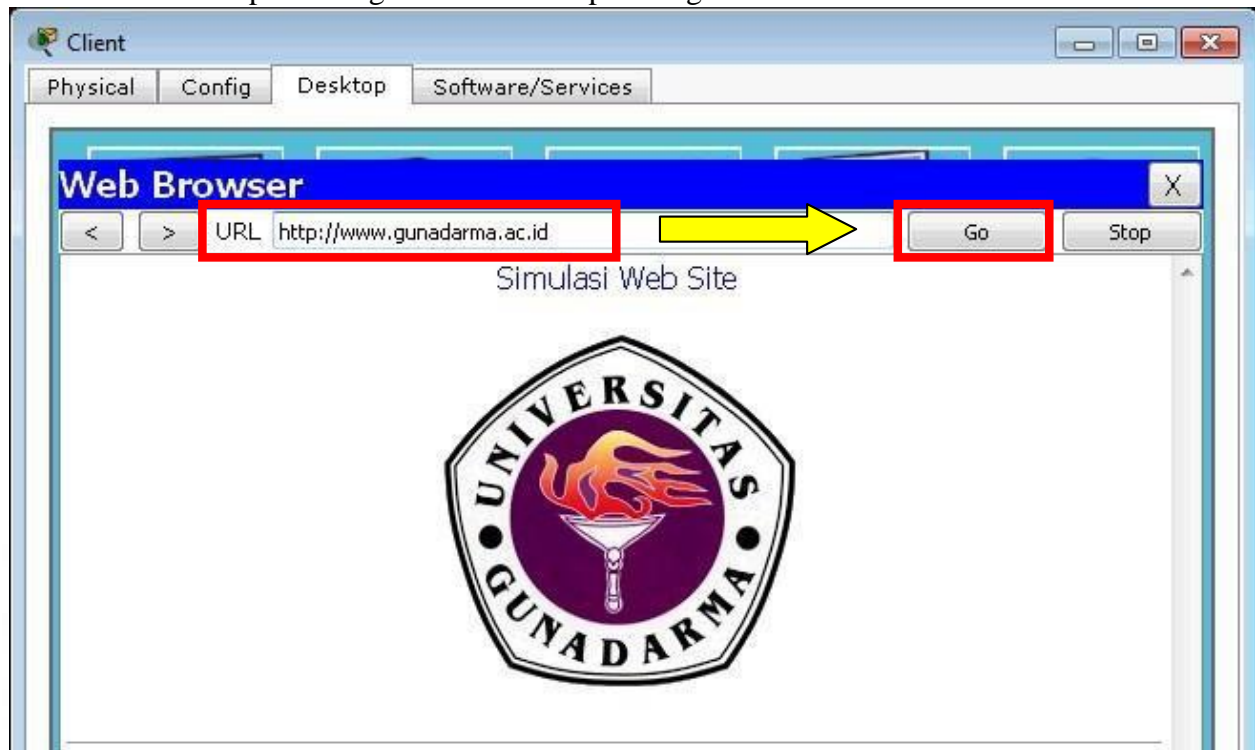 Client
Physical Config Desktop Software/Services
Web Browser X
< > URL http://www.gunadarma.ac.id Go Stop
Simulasi Web Site
UNIVERSITAS
GUNADARMA